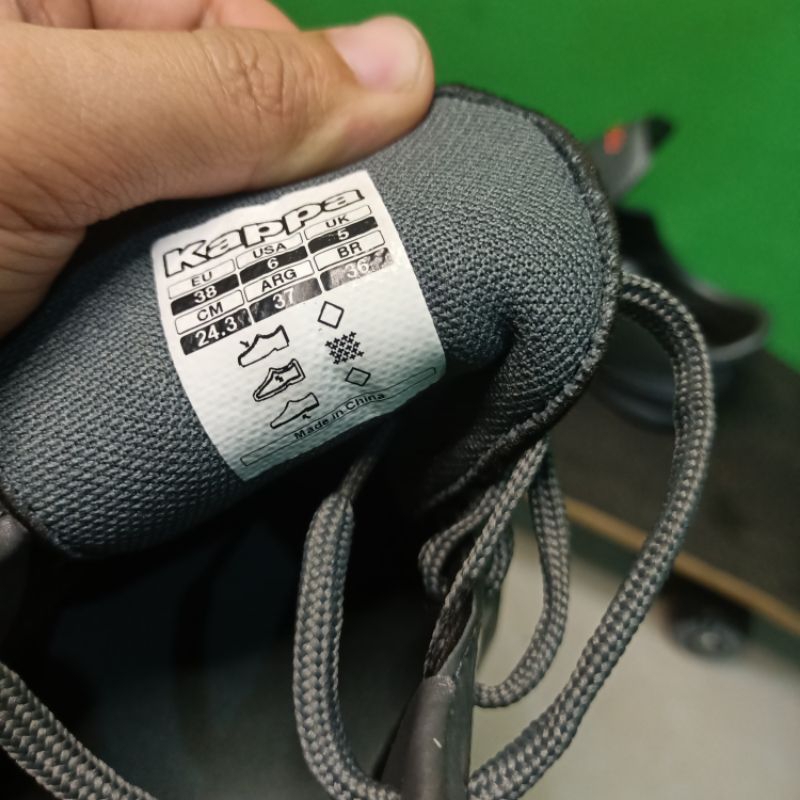 Kappa
EU USA UK
38 6 5
CM ARG BR
24.3 37 36
Made in China